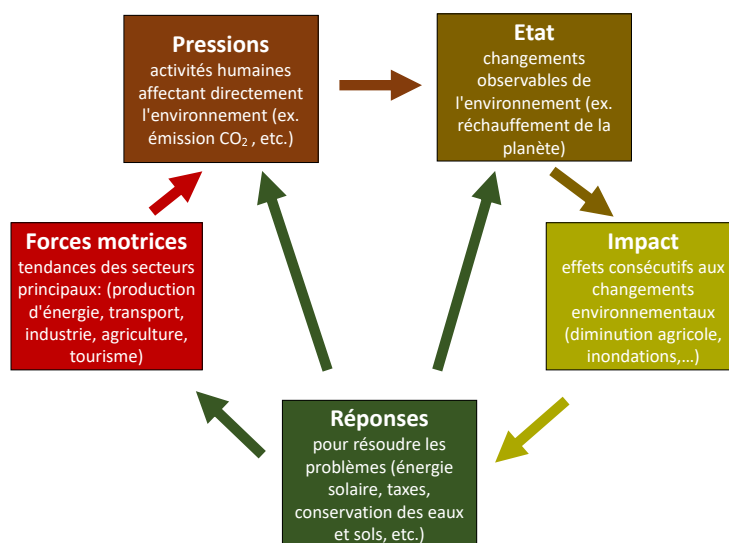 Pressions
activités humaines
affectant directement
l'environnement (ex.
émission CO₂ , etc.)
Etat
changements
observables de
l'environnement (ex.
réchauffement de la
planète)
Forces motrices
tendances des secteurs
principaux: (production
d'énergie, transport,
industrie, agriculture,
tourisme)
Impact
effets consécutifs aux
changements
environnementaux
(diminution agricole,
inondations,...)
Réponses
pour résoudre les
problèmes (énergie
solaire, taxes,
conservation des eaux
et sols, etc.)